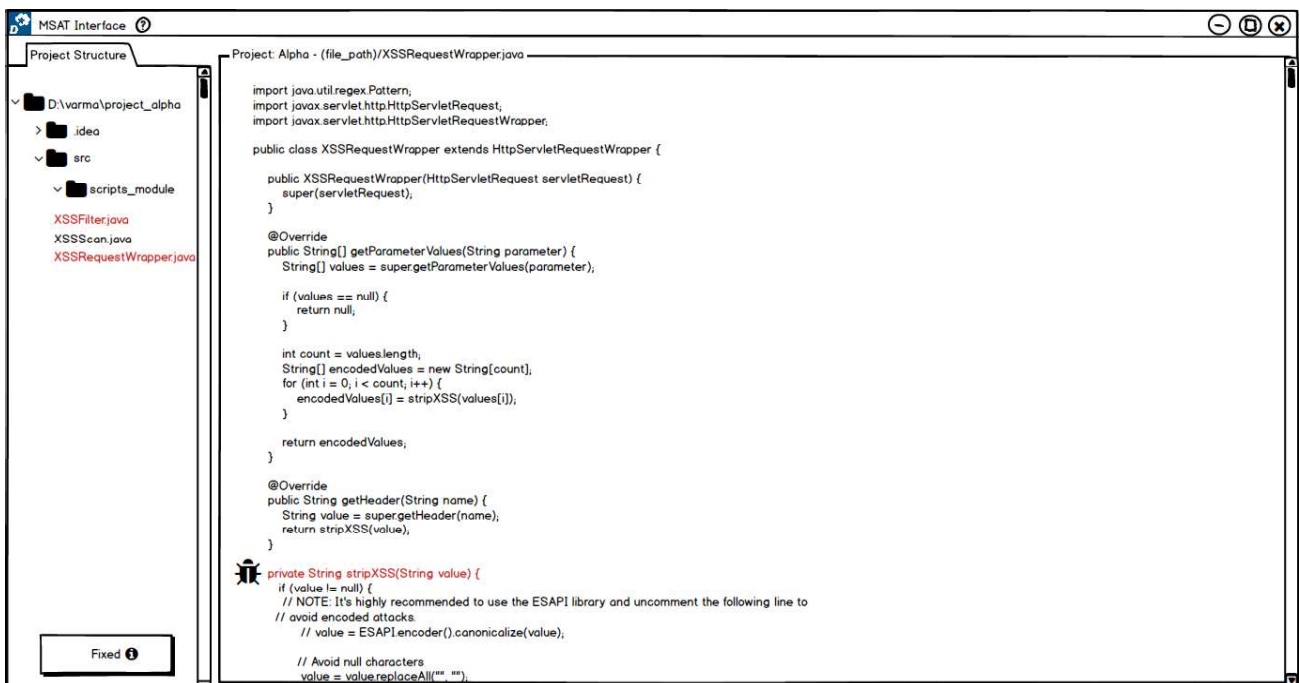 MSAT Interface ?
Project Structure
D:\varma\project_alpha
.idea
src
scripts_module
XSSFilter.java
XSSScan.java
XSSRequestWrapper.java
Fixed
Project: Alpha - (file_path)/XSSRequestWrapper.java
import java.util.regex.Pattern;
import javax.servlet.http.HttpServletRequest;
import javax.servlet.http.HttpServletRequestWrapper;
public class XSSRequestWrapper extends HttpServletRequestWrapper {
public XSSRequestWrapper(HttpServletRequest servletRequest) {
super(servletRequest);
}
@Override
public String[] getParameterValues(String parameter) {
String[] values = super.getParameterValues(parameter);
if (values == null) {
return null;
}
int count = values.length;
String[] encodedValues = new String[count];
for (int i = 0; i < count; i++) {
encodedValues[i] = stripXSS(values[i]);
}
return encodedValues;
}
@Override
public String getHeader(String name) {
String value = super.getHeader(name);
return stripXSS(value);
}
private String stripXSS(String value) {
if (value != null) {
// NOTE: It's highly recommended to use the ESAPI library and uncomment the following line to
// avoid encoded attacks.
// value = ESAPI.encoder().canonicalize(value);
// Avoid null characters
value = value.replaceAll("", "");